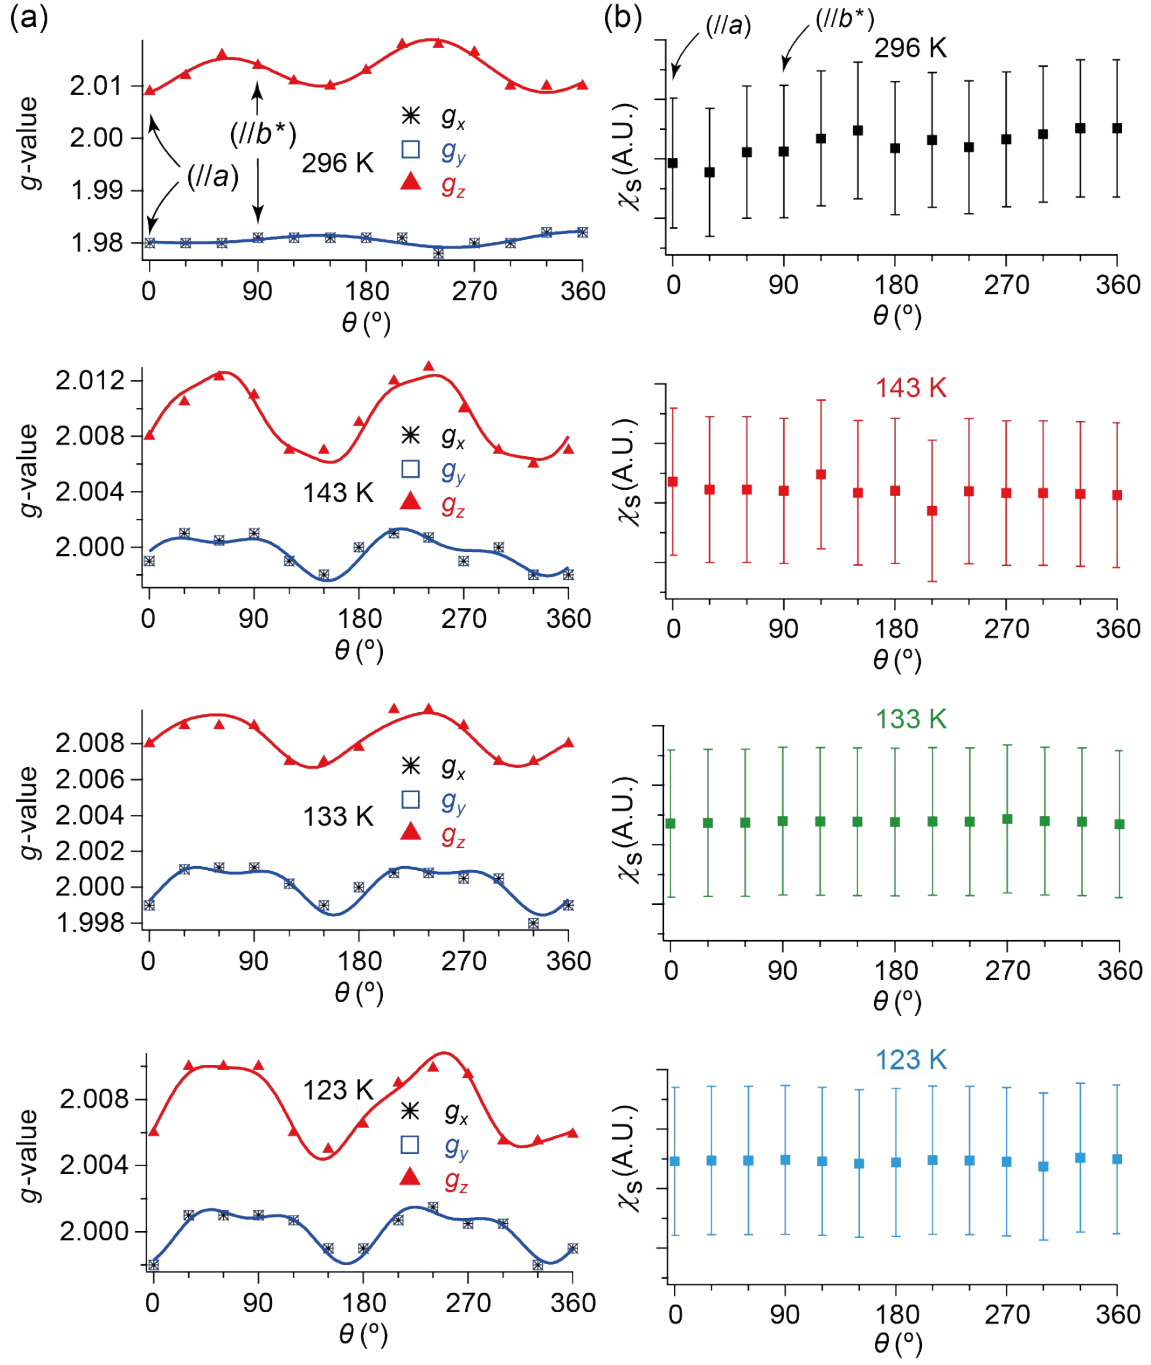 (a)
2.01
2.00
1.99
1.98
g-value
(//a)
(//b*)
296 K
gx
gy
gz
0 90 180 270 360
θ (º)
2.012
2.008
2.004
2.000
g-value
143 K
gx
gy
gz
0 90 180 270 360
θ (º)
2.008
2.006
2.004
2.002
2.000
1.998
g-value
133 K
gx
gy
gz
0 90 180 270 360
θ (º)
2.008
2.004
2.000
g-value
123 K
gx
gy
gz
0 90 180 270 360
θ (º)
(b)
(//a)
(//b*)
296 K
χs(A.U.)
0 90 180 270 360
θ (º)
143 K
χs(A.U.)
0 90 180 270 360
θ (º)
133 K
χs(A.U.)
0 90 180 270 360
θ (º)
123 K
χs(A.U.)
0 90 180 270 360
θ (º)